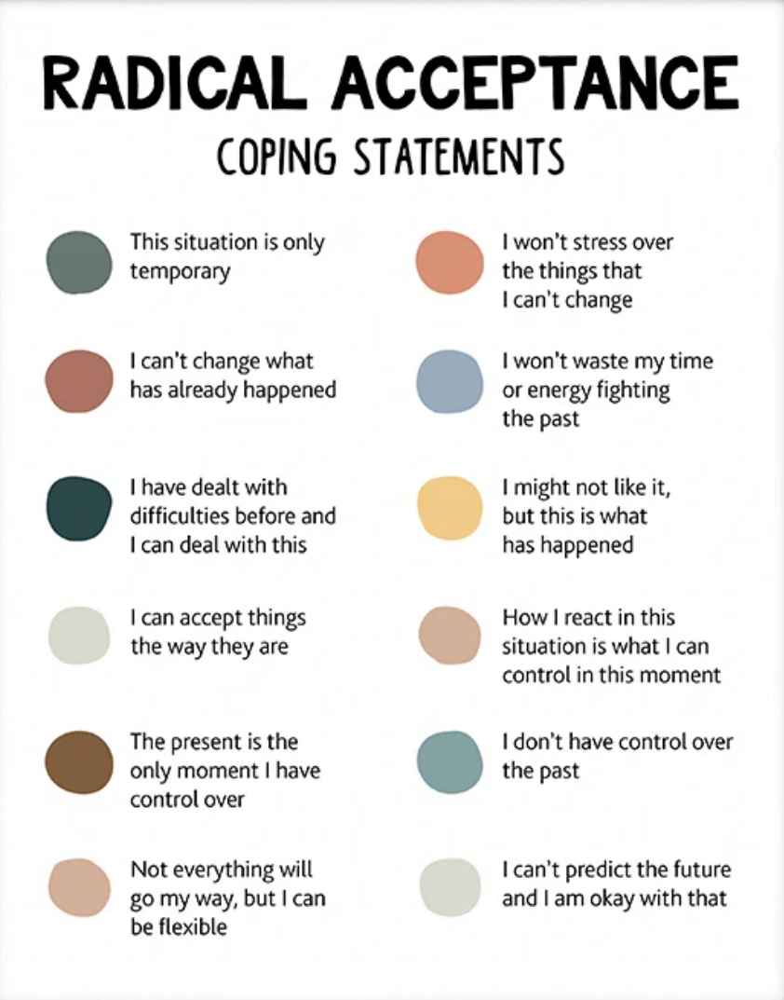 RADICAL ACCEPTANCE
COPING STATEMENTS
This situation is only
temporary
I won't stress over
the things that
I can't change
I can't change what
has already happened
I won't waste my time
or energy fighting
the past
I have dealt with
difficulties before and
I can deal with this
I might not like it,
but this is what
has happened
I can accept things
the way they are
How I react in this
situation is what I can
control in this moment
The present is the
only moment I have
control over
I don't have control over
the past
Not everything will
go my way, but I can
be flexible
I can't predict the future
and I am okay with that